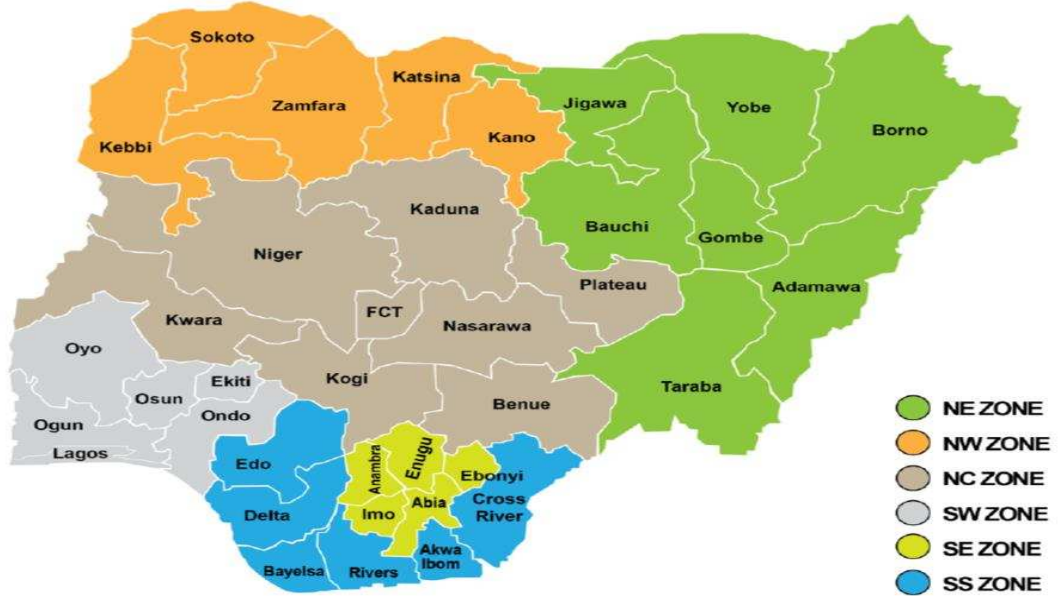 Sokoto
Katsina
Zamfara
Jigawa
Yobe
Borno
Kano
Kebbi
Kaduna
Bauchi
Gombe
Niger
Plateau
Adamawa
FCT
Kwara
Nasarawa
Oyo
Kogi
Taraba
Ekiti
Osun
Benue
Ondo
Ogun
Lagos
Edo
Anambra
Enugu
Ebonyi
Cross
River
Abia
Imo
Delta
Akwa
Ibom
Bayelsa
Rivers
NE ZONE
NW ZONE
NC ZONE
SW ZONE
SE ZONE
SS ZONE